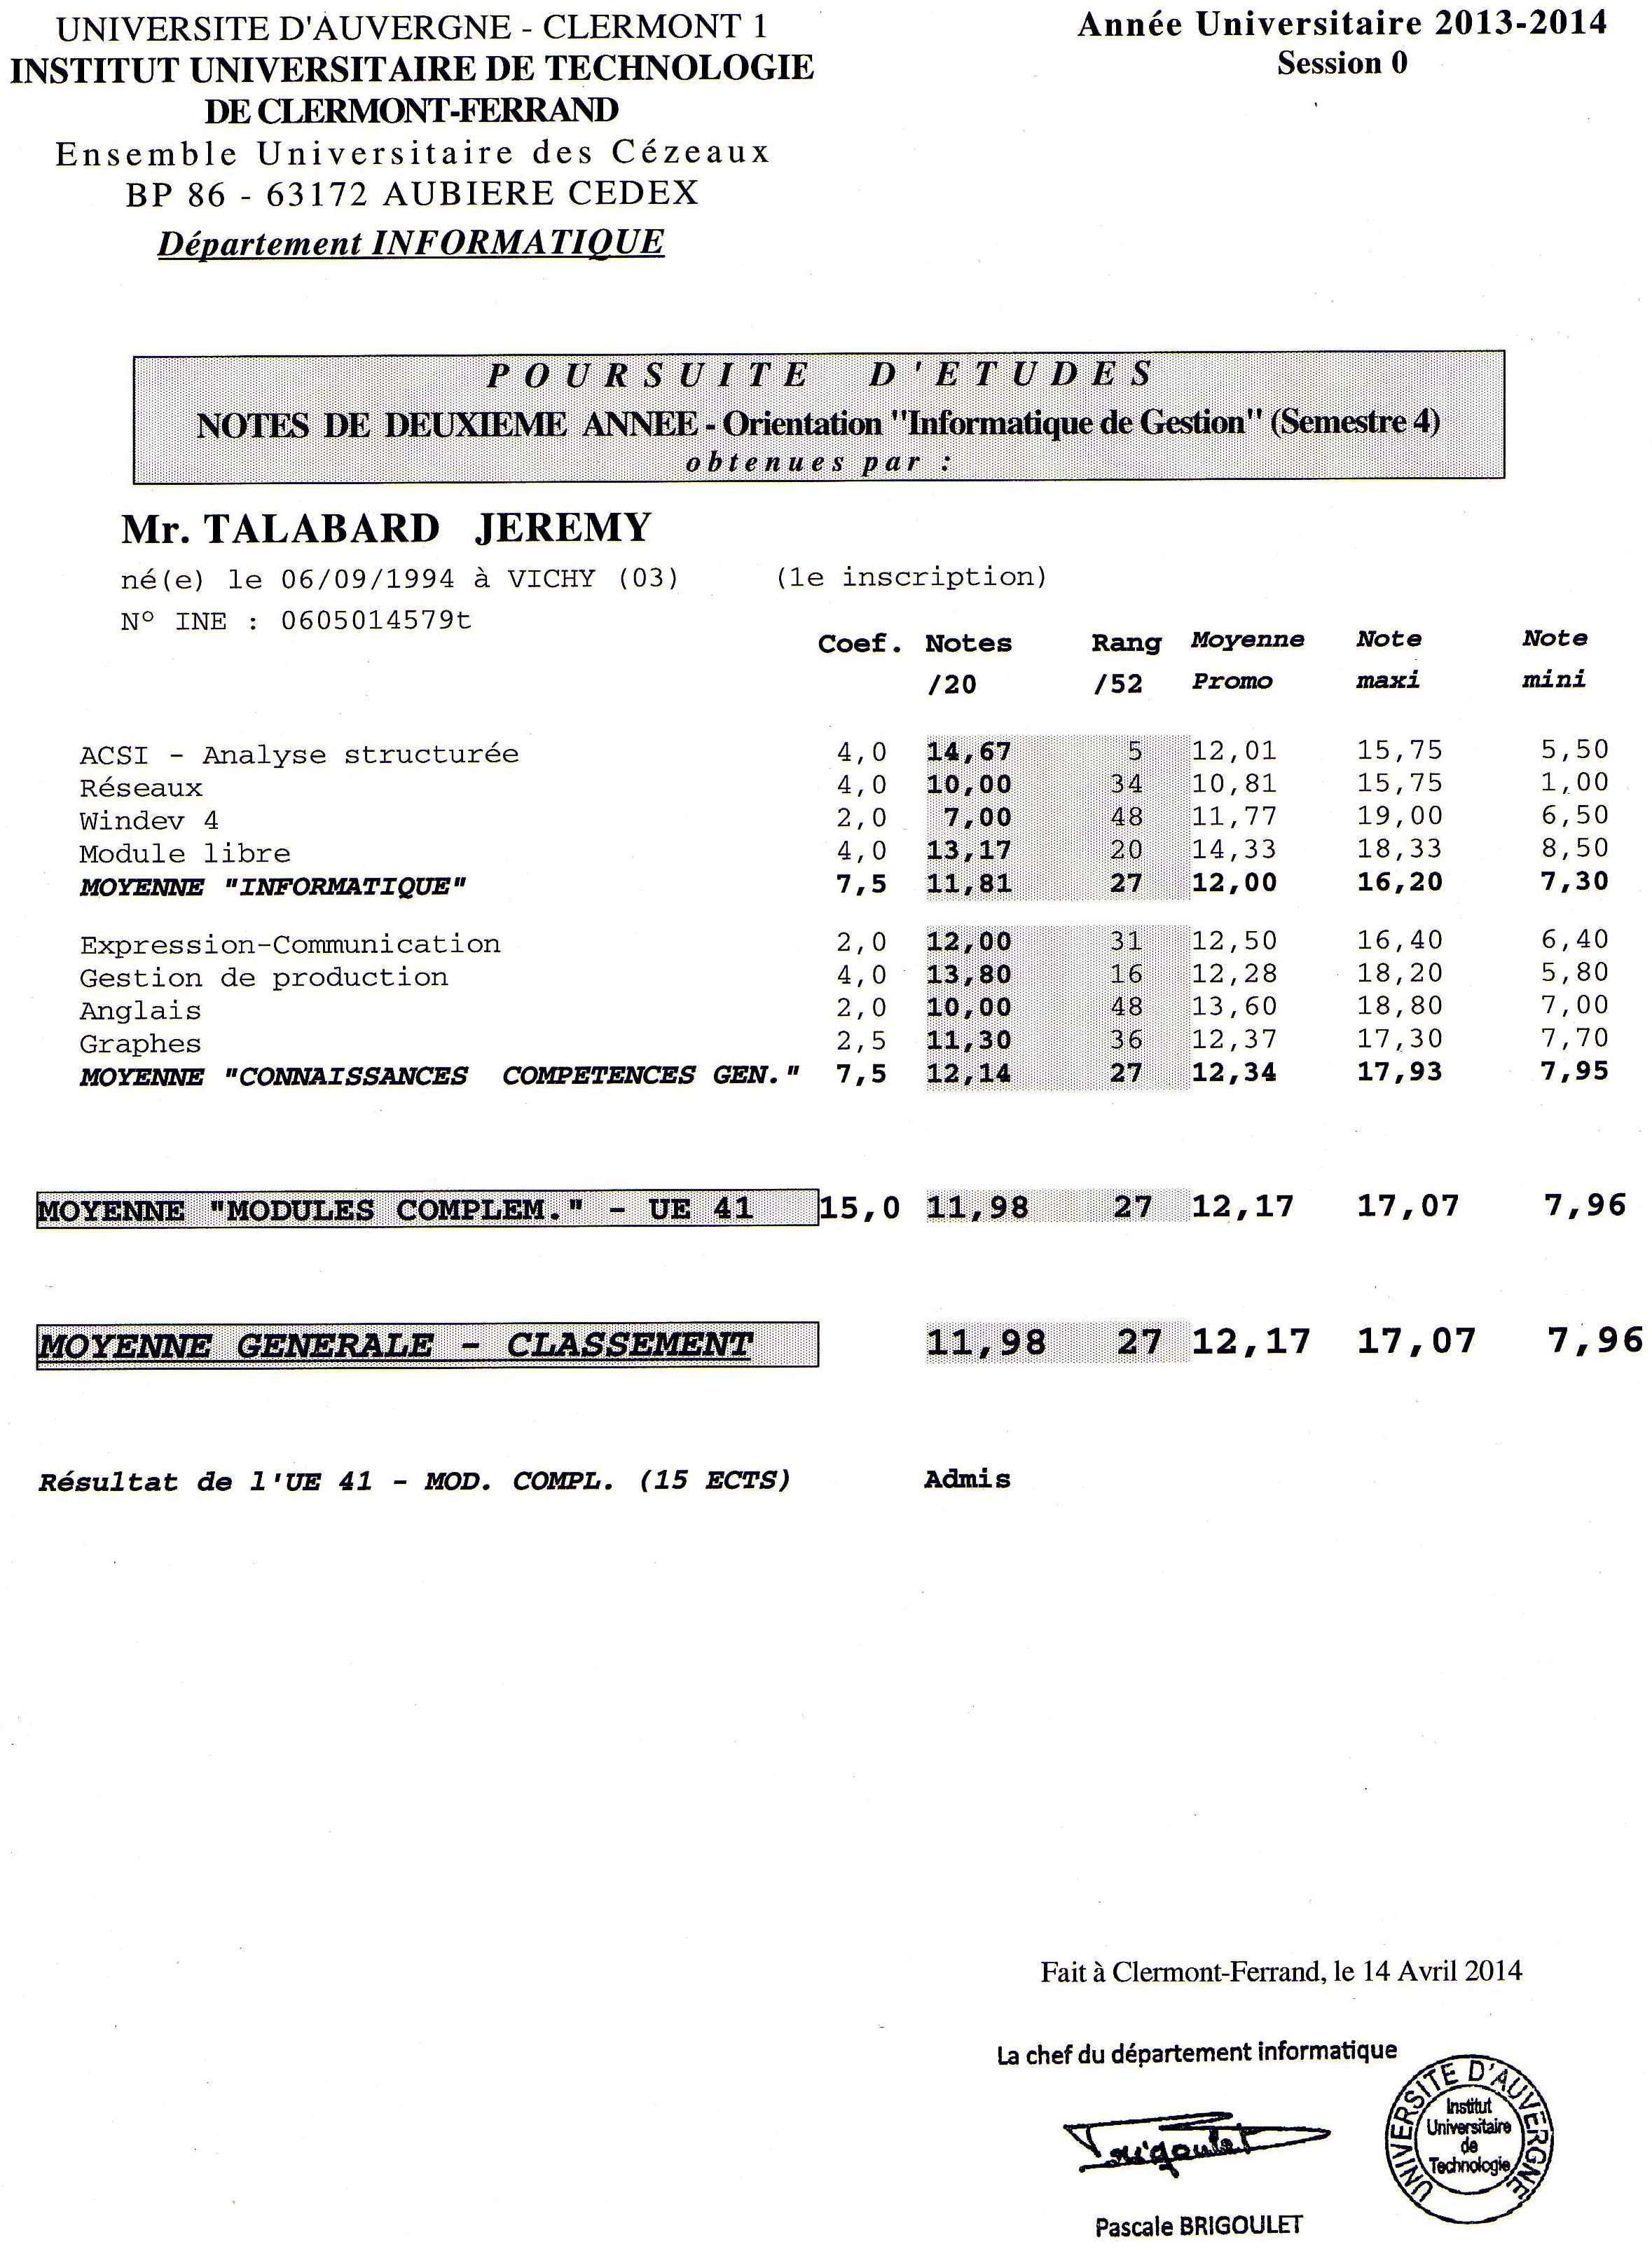 UNIVERSITE D'AUVERGNE - CLERMONT 1
INSTITUT UNIVERSITAIRE DE TECHNOLOGIE
DE CLERMONT-FERRAND
Ensemble Universitaire des Cézeaux
BP 86 - 63172 AUBIERE CEDEX
Département INFORMATIQUE
Année Universitaire 2013-2014
Session 0
POURSUITE D'ETUDES
NOTES DE DEUXIEME ANNEE - Orientation "Informatique de Gestion" (Semestre 4)
obtenues par :
Mr. TALABARD JEREMY
né(e) le 06/09/1994 à VICHY (03) (1e inscription)
N° INE : 0605014579t
Coef. Notes Rang Moyenne Note Note
/20 /52 Promo maxi mini
ACSI - Analyse structurée 4,0 14,67 5 12,01 15,75 5,50
Réseaux 4,0 10,00 34 10,81 15,75 1,00
Windev 4 2,0 7,00 48 11,77 19,00 6,50
Module libre 4,0 13,17 20 14,33 18,33 8,50
MOYENNE "INFORMATIQUE" 7,5 11,81 27 12,00 16,20 7,30
Expression-Communication 2,0 12,00 31 12,50 16,40 6,40
Gestion de production 4,0 13,80 16 12,28 18,20 5,80
Anglais 2,0 10,00 48 13,60 18,80 7,00
Graphes 2,5 11,30 36 12,37 17,30 7,70
MOYENNE "CONNAISSANCES COMPETENCES GEN." 7,5 12,14 27 12,34 17,93 7,95
MOYENNE "MODULES COMPLEM." - UE 41 15,0 11,98 27 12,17 17,07 7,96
MOYENNE GENERALE - CLASSEMENT 11,98 27 12,17 17,07 7,96
Résultat de l'UE 41 - MOD. COMPL. (15 ECTS) Admis
Fait à Clermont-Ferrand, le 14 Avril 2014
La chef du département informatique
Brigoulet
UNIVERSITE D'AUVERGNE
Institut
Universitaire
de
Technologie
Pascale BRIGOULET